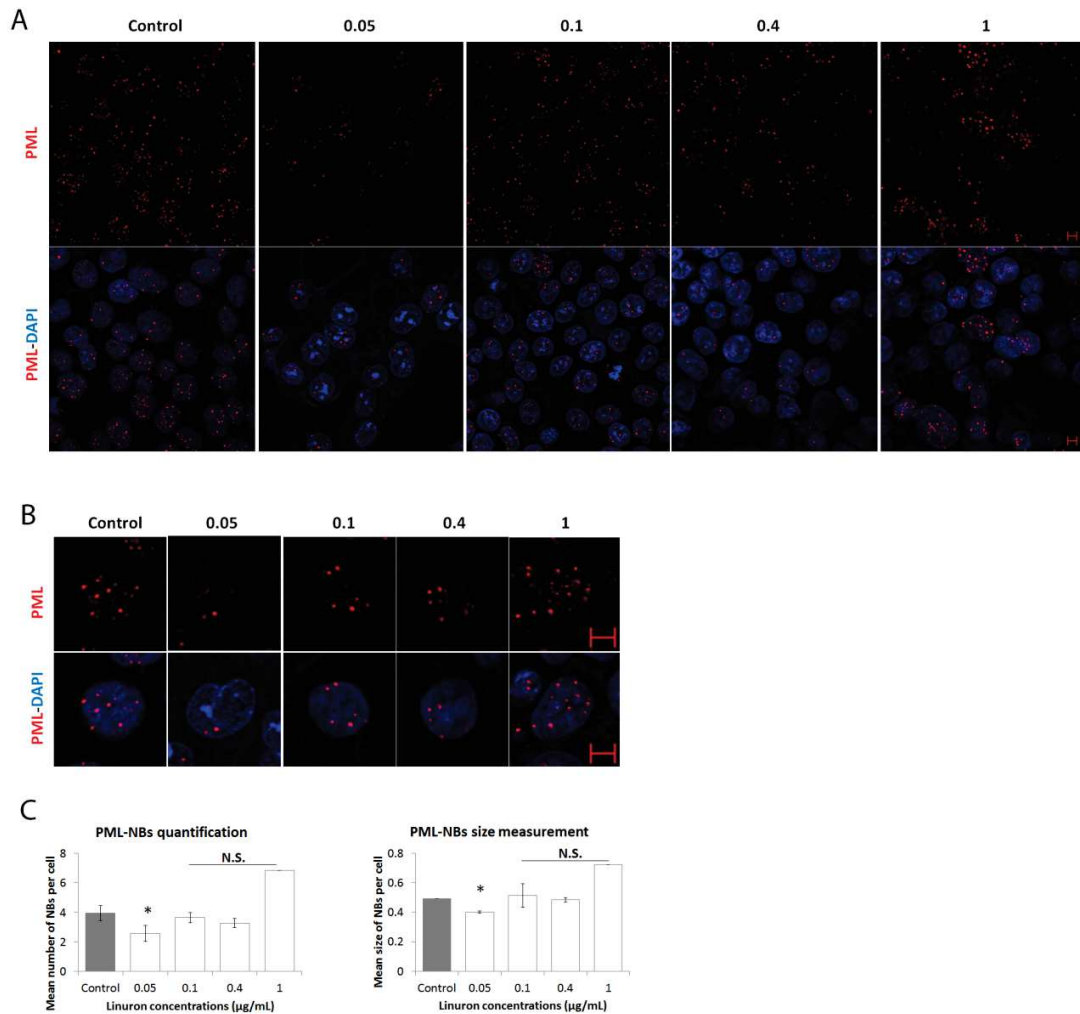 A
Control 0.05 0.1 0.4 1
PML
PML-DAPI
B
Control 0.05 0.1 0.4 1
PML
PML-DAPI
C
PML-NBs quantification
Mean number of NBs per cell
8
6
4
2
0
*
N.S.
Control 0.05 0.1 0.4 1
Linuron concentrations (µg/mL)
PML-NBs size measurement
Mean size of NBs per cell
0.8
0.6
0.4
0.2
0
*
N.S.
Control 0.05 0.1 0.4 1
Linuron concentrations (µg/mL)